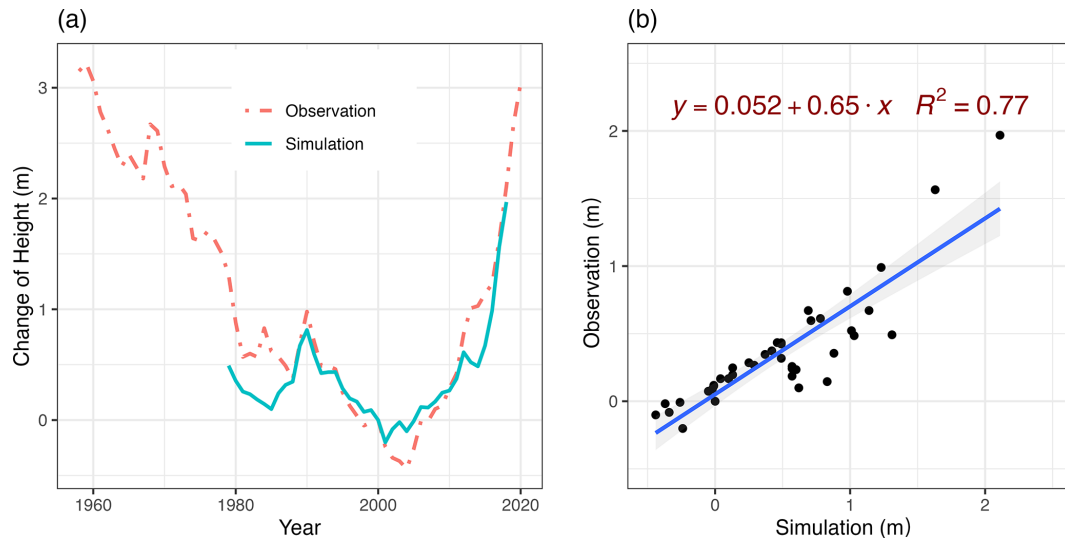 (a)
Change of Height (m)
3
2
1
0
Observation
Simulation
1960 1980 2000 2020
Year
(b)
y = 0.052 + 0.65 · x R² = 0.77
Observation (m)
2
1
0
0 1 2
Simulation (m)